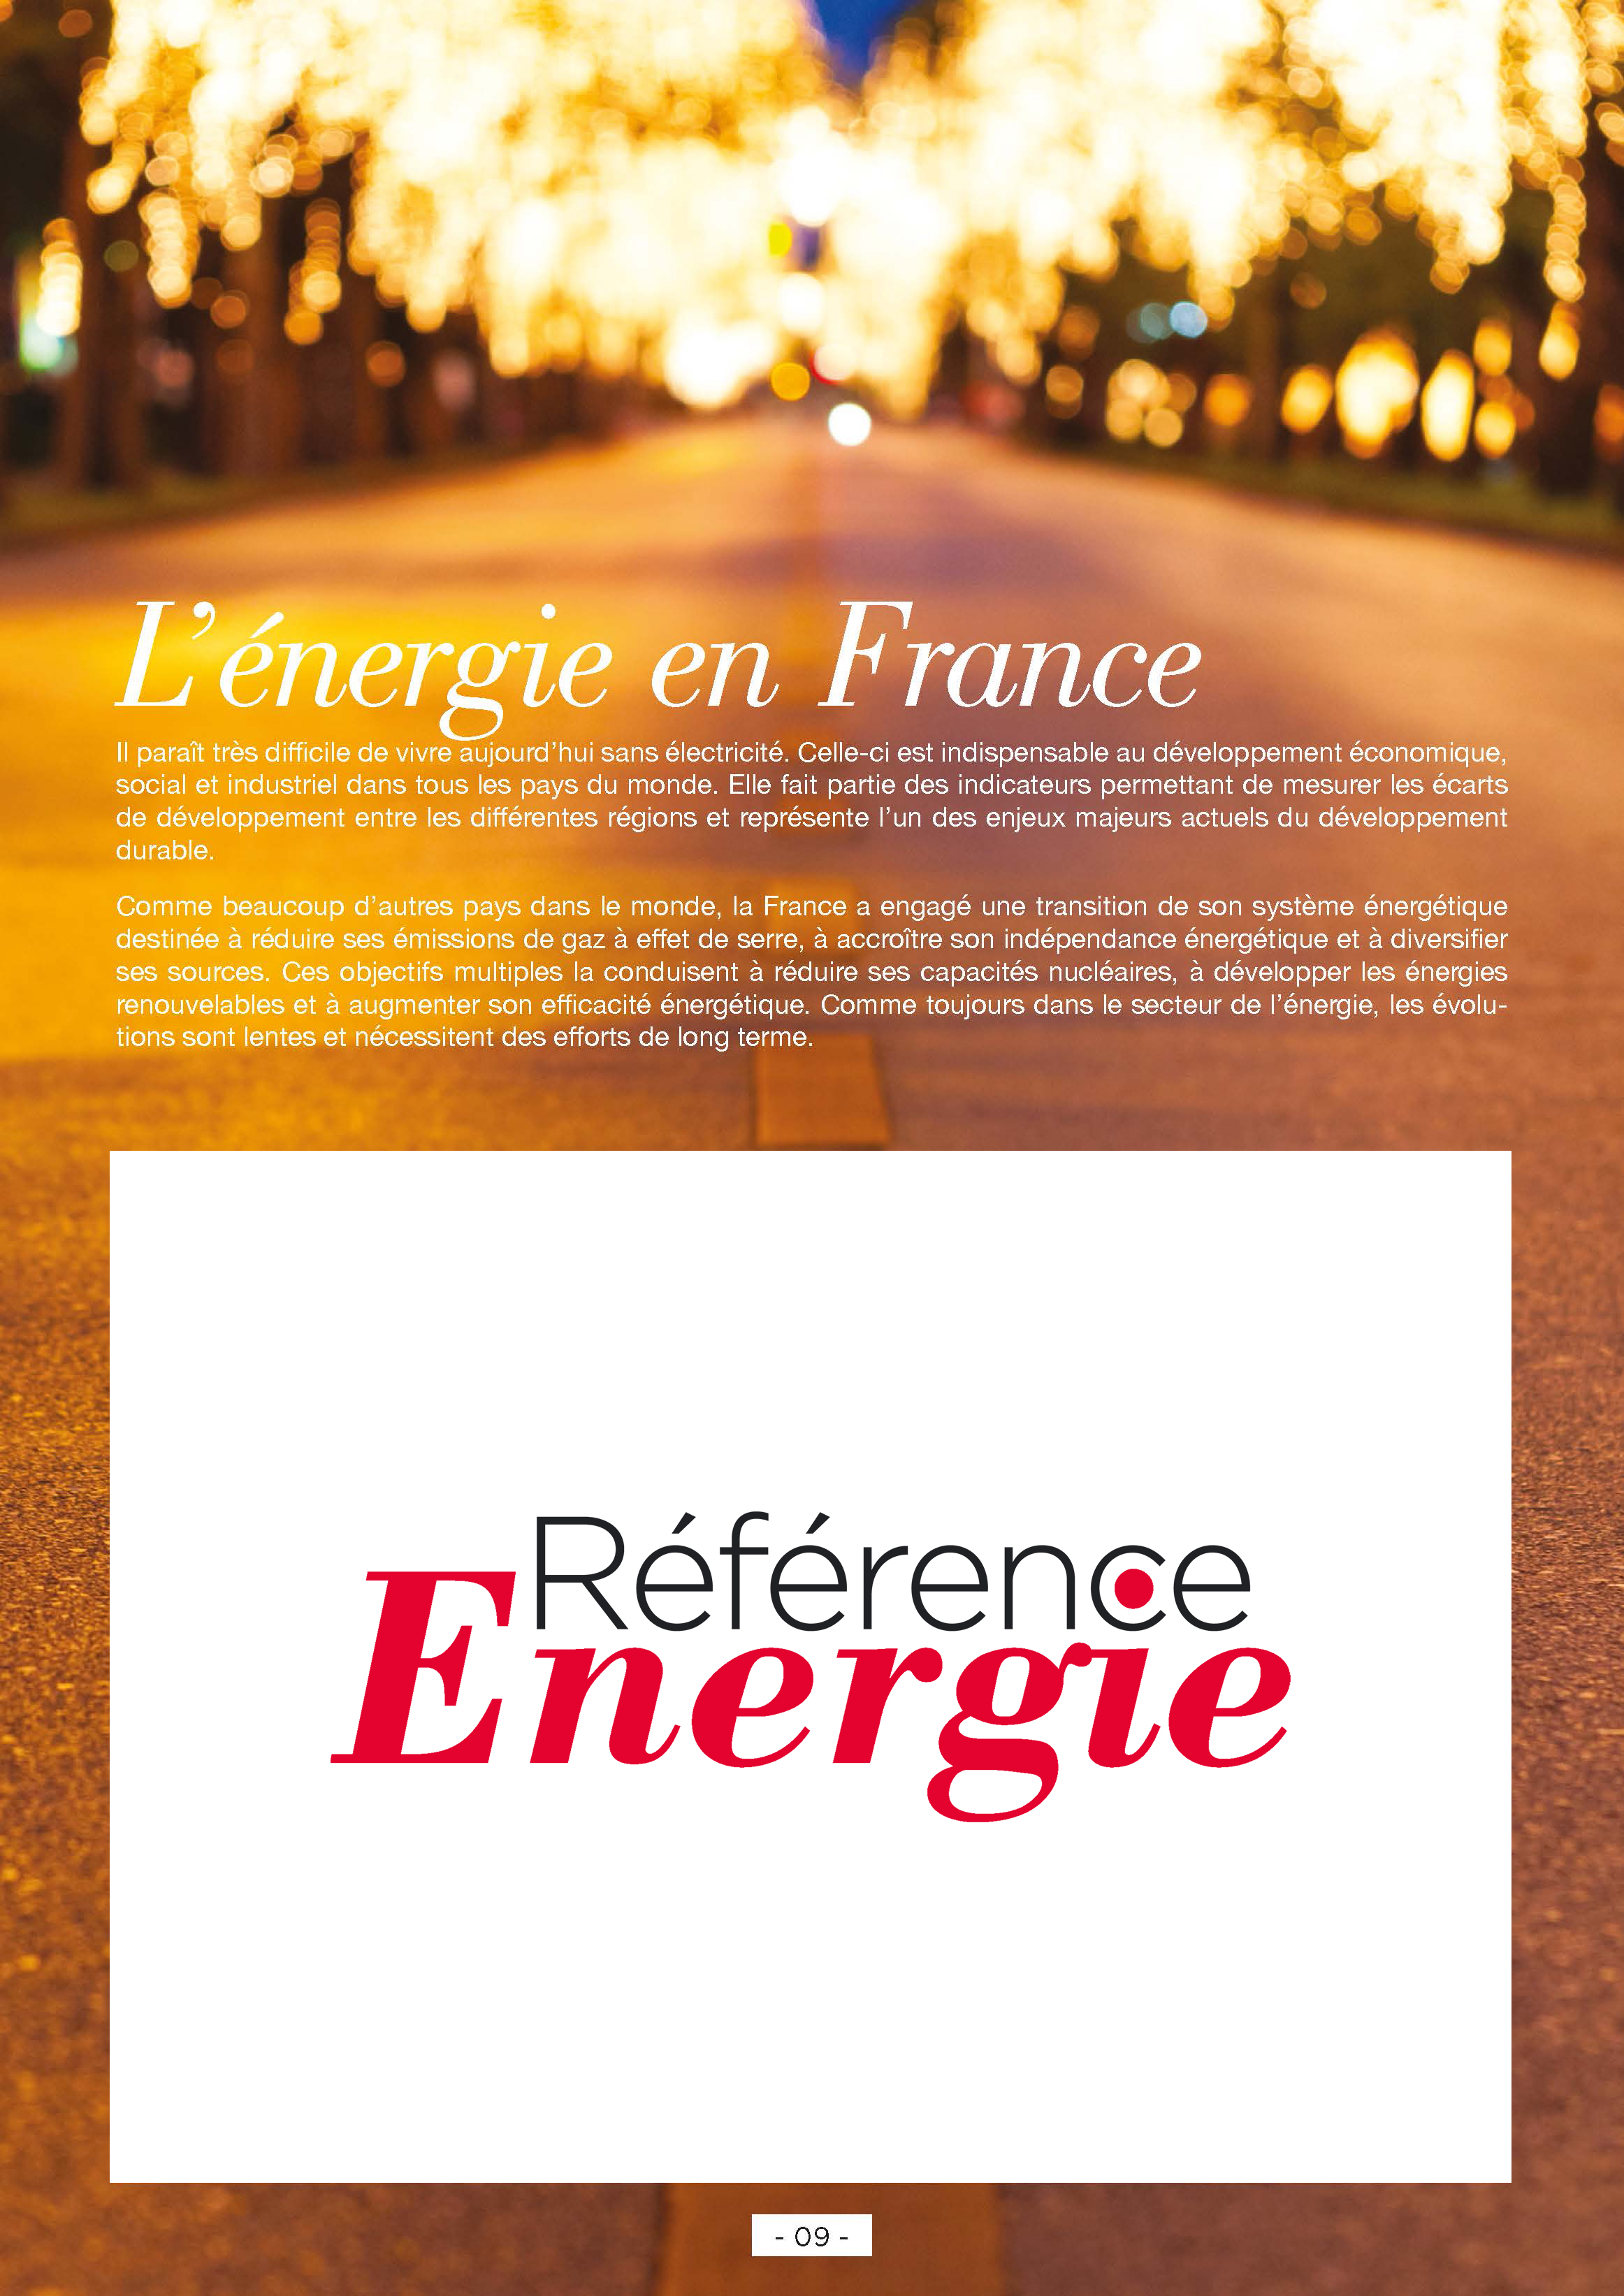 L'énergie en France
Il paraît très difficile de vivre aujourd'hui sans électricité. Celle-ci est indispensable au développement économique,
social et industriel dans tous les pays du monde. Elle fait partie des indicateurs permettant de mesurer les écarts
de développement entre les différentes régions et représente l'un des enjeux majeurs actuels du développement
durable.
Comme beaucoup d'autres pays dans le monde, la France a engagé une transition de son système énergétique
destinée à réduire ses émissions de gaz à effet de serre, à accroître son indépendance énergétique et à diversifier
ses sources. Ces objectifs multiples la conduisent à réduire ses capacités nucléaires, à développer les énergies
renouvelables et à augmenter son efficacité énergétique. Comme toujours dans le secteur de l'énergie, les évolu-
tions sont lentes et nécessitent des efforts de long terme.
Référence
Energie
- 09 -